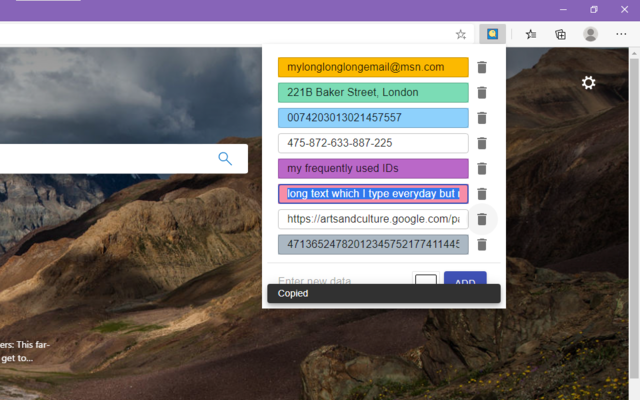 mylonglonglongemail@msn.com
221B Baker Street, London
0074203013021457557
475-872-633-887-225
my frequently used IDs
long text which I type everyday but
https://artsandculture.google.com/pa
47136524782012345752177411445
Enter new data
ADD
Copied
ers: This far-
get to...